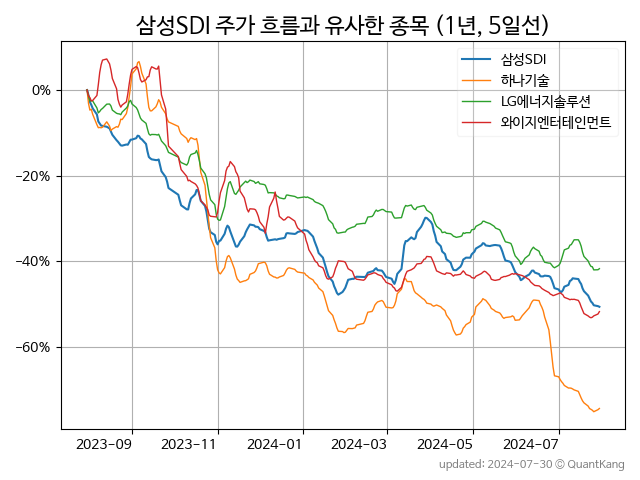 삼성SDI 주가 흐름과 유사한 종목 (1년, 5일선)
삼성SDI
하나기술
LG에너지솔루션
와이지엔터테인먼트
0%
−20%
−40%
−60%
2023-09 2023-11 2024-01 2024-03 2024-05 2024-07
updated: 2024-07-30 © QuantKang